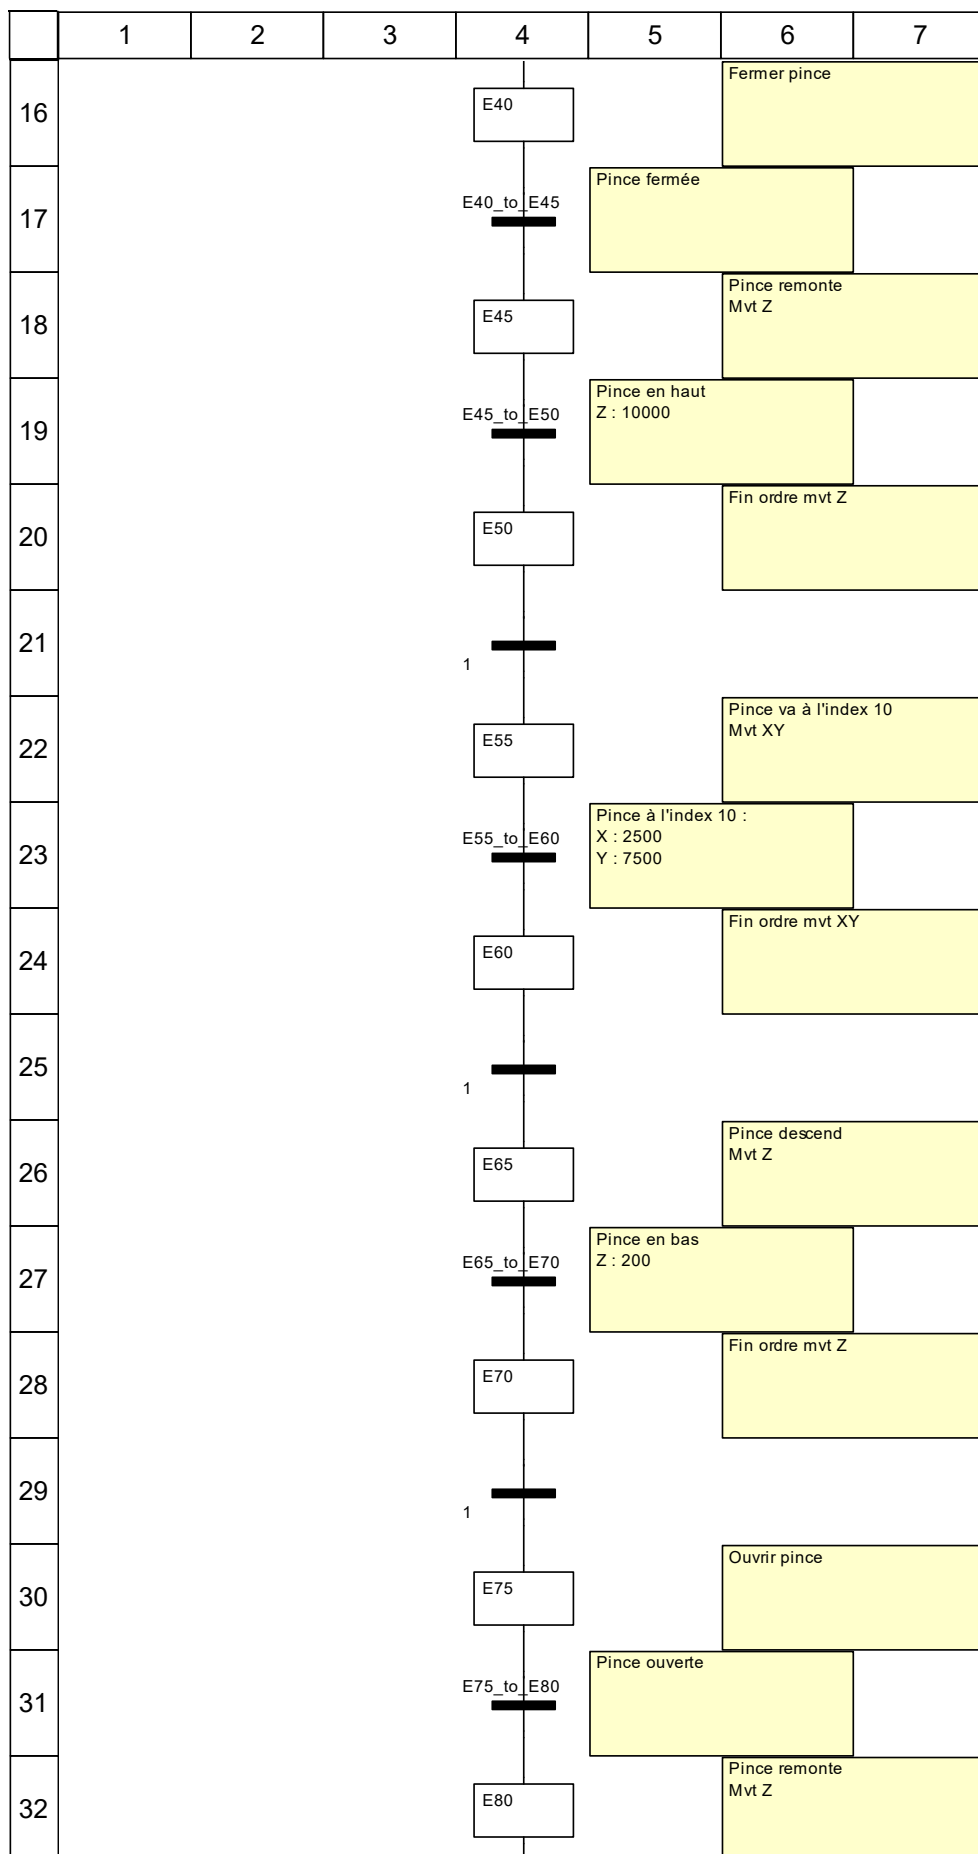 1 2 3 4 5 6 7
16
E40
Fermer pince
17
E40_to_E45
Pince fermée
18
E45
Pince remonte
Mvt Z
19
E45_to_E50
Pince en haut
Z : 10000
20
E50
Fin ordre mvt Z
21
1
22
E55
Pince va à l'index 10
Mvt XY
23
E55_to_E60
Pince à l'index 10 :
X : 2500
Y : 7500
24
E60
Fin ordre mvt XY
25
1
26
E65
Pince descend
Mvt Z
27
E65_to_E70
Pince en bas
Z : 200
28
E70
Fin ordre mvt Z
29
1
30
E75
Ouvrir pince
31
E75_to_E80
Pince ouverte
32
E80
Pince remonte
Mvt Z